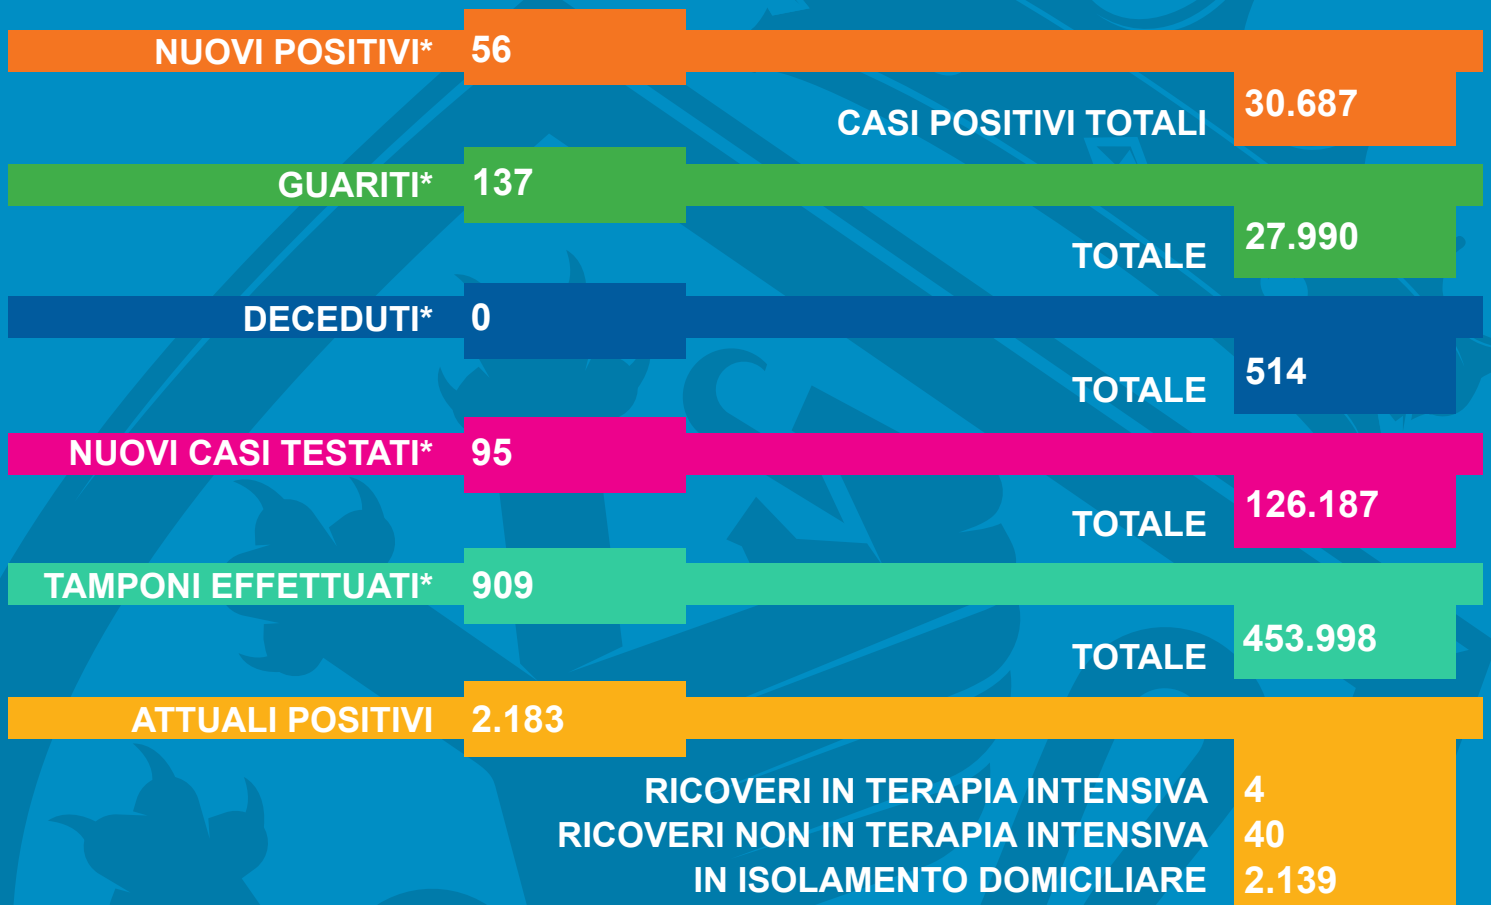 NUOVI POSITIVI* 56
CASI POSITIVI TOTALI 30.687
GUARITI* 137
TOTALE 27.990
DECEDUTI* 0
TOTALE 514
NUOVI CASI TESTATI* 95
TOTALE 126.187
TAMPONI EFFETTUATI* 909
TOTALE 453.998
ATTUALI POSITIVI 2.183
RICOVERI IN TERAPIA INTENSIVA 4
RICOVERI NON IN TERAPIA INTENSIVA 40
IN ISOLAMENTO DOMICILIARE 2.139